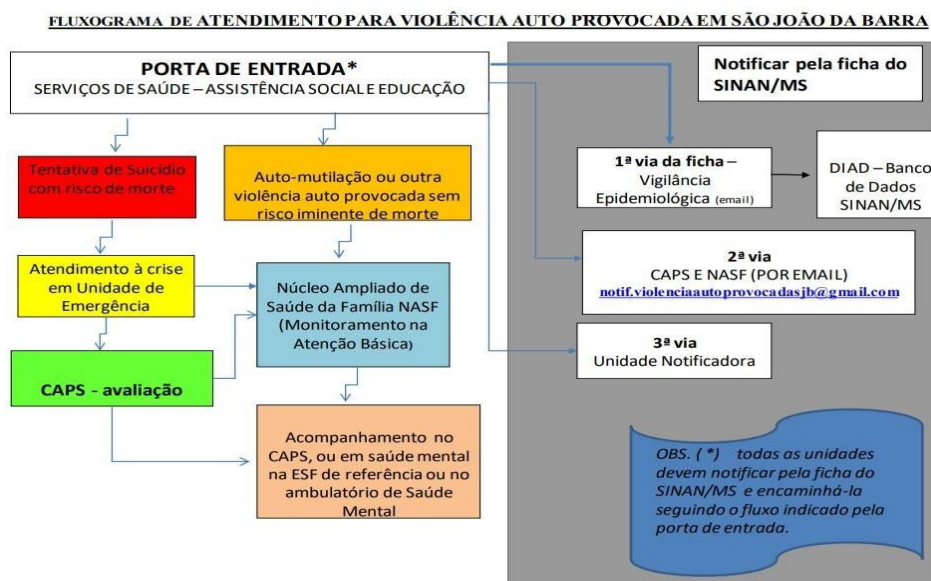 FLUXOGRAMA DE ATENDIMENTO PARA VIOLÊNCIA AUTO PROVOCADA EM SÃO JOÃO DA BARRA
PORTA DE ENTRADA*
SERVIÇOS DE SAÚDE – ASSISTÊNCIA SOCIAL E EDUCAÇÃO
Notificar pela ficha do
SINAN/MS
Tentativa de Suicídio
com risco de morte
Auto-mutilação ou outra
violência auto provocada sem
risco iminente de morte
1ª via da ficha –
Vigilância
Epidemiológica (email)
DIAD – Banco
de Dados
SINAN/MS
Atendimento à crise
em Unidade de
Emergência
Núcleo Ampliado de
Saúde da Família NASF
(Monitoramento na
Atenção Básica)
2ª via
CAPS E NASF (POR EMAIL)
notif.violenciaautoprovocadasjb@gmail.com
3ª via
Unidade Notificadora
CAPS - avaliação
Acompanhamento no
CAPS, ou em saúde mental
na ESF de referência ou no
ambulatório de Saúde
Mental
OBS. ( *) todas as unidades
devem notificar pela ficha do
SINAN/MS e encaminhá-la
seguindo o fluxo indicado pela
porta de entrada.